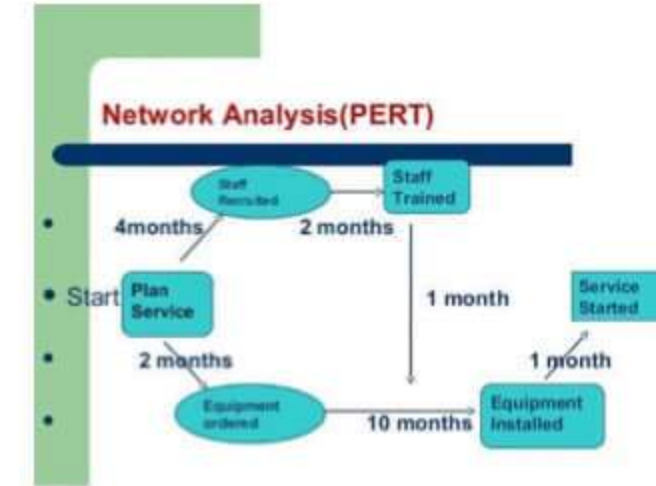 Network Analysis(PERT)
Staff
Recruited
Staff
Trained
4months
2 months
Start
Plan
Service
1 month
Service
Started
2 months
1 month
Equipment
ordered
10 months
Equipment
Installed